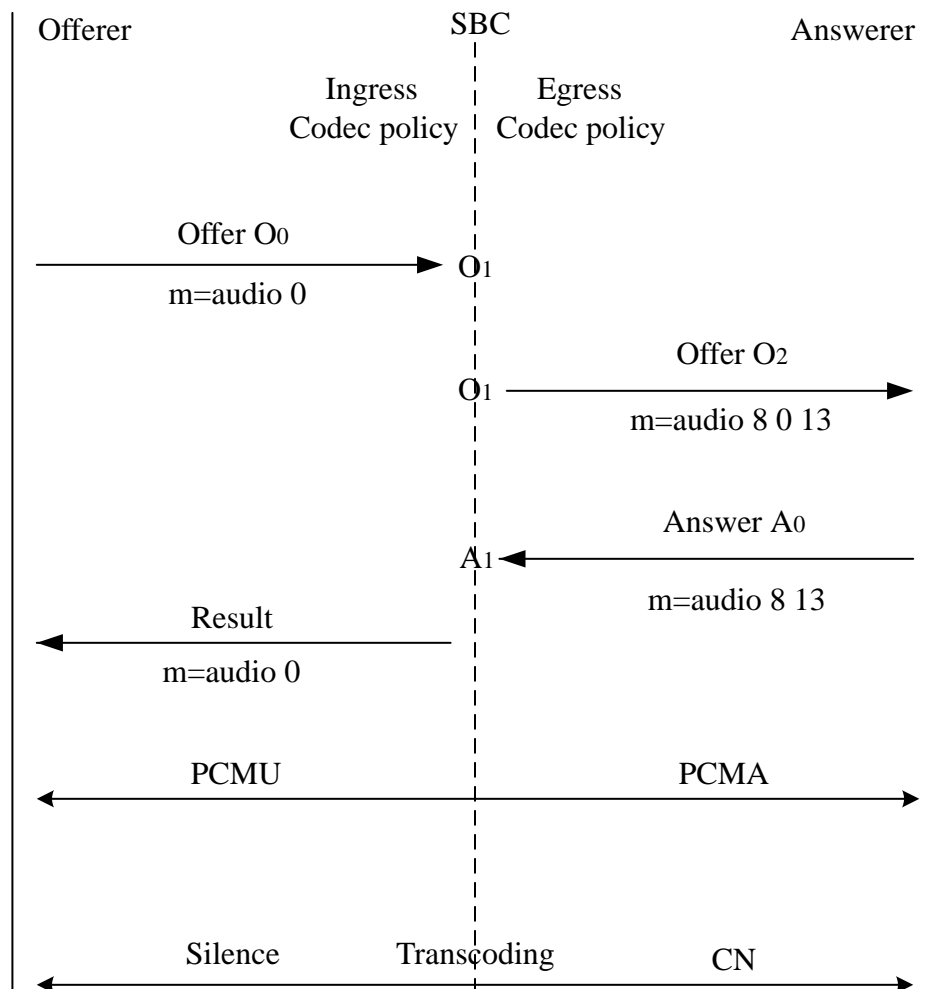 Offerer SBC Answerer
Ingress Egress
Codec policy Codec policy
Offer O0
O1
m=audio 0
Offer O2
O1
m=audio 8 0 13
Answer A0
A1
m=audio 8 13
Result
m=audio 0
PCMU PCMA
Silence Transcoding CN